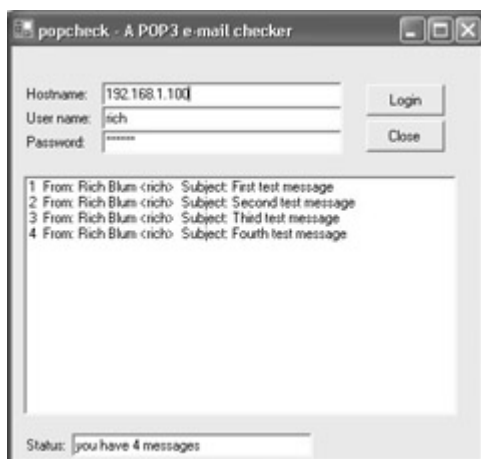 popcheck - A POP3 e-mail checker
Hostname: 192.168.1.100
Login
User name: rich
Password: ******
Close
1 From: Rich Blum <rich> Subject: First test message
2 From: Rich Blum <rich> Subject: Second test message
3 From: Rich Blum <rich> Subject: Third test message
4 From: Rich Blum <rich> Subject: Fourth test message
Status: you have 4 messages